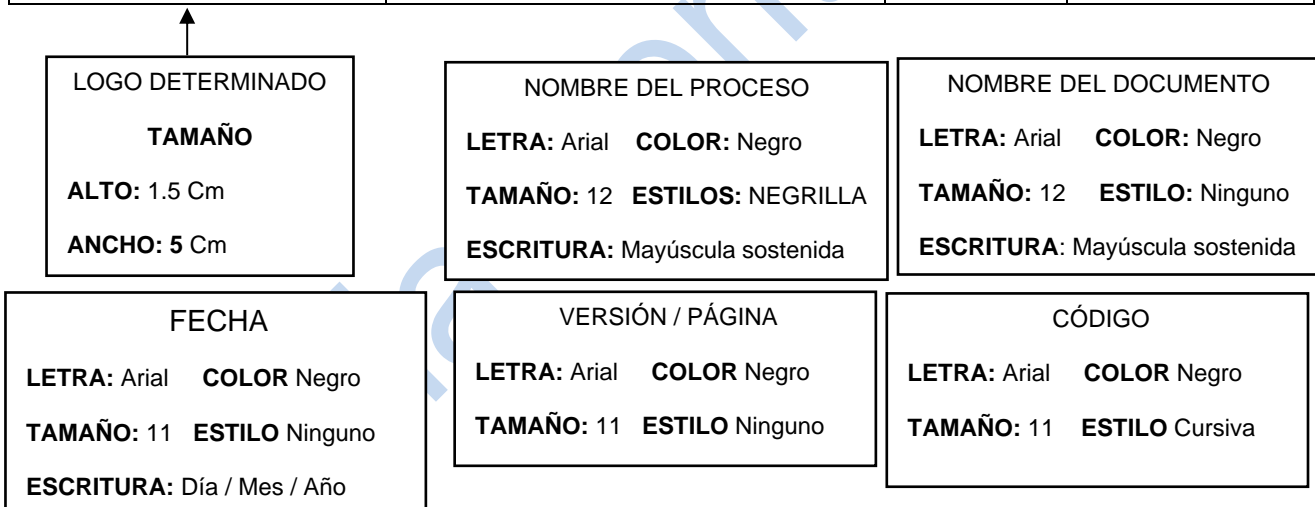 LOGO DETERMINADO
TAMAÑO
ALTO: 1.5 Cm
ANCHO: 5 Cm
NOMBRE DEL PROCESO
LETRA: Arial COLOR: Negro
TAMAÑO: 12 ESTILOS: NEGRILLA
ESCRITURA: Mayúscula sostenida
NOMBRE DEL DOCUMENTO
LETRA: Arial COLOR: Negro
TAMAÑO: 12 ESTILO: Ninguno
ESCRITURA: Mayúscula sostenida
FECHA
LETRA: Arial COLOR Negro
TAMAÑO: 11 ESTILO Ninguno
ESCRITURA: Día / Mes / Año
VERSIÓN / PÁGINA
LETRA: Arial COLOR Negro
TAMAÑO: 11 ESTILO Ninguno
CÓDIGO
LETRA: Arial COLOR Negro
TAMAÑO: 11 ESTILO Cursiva